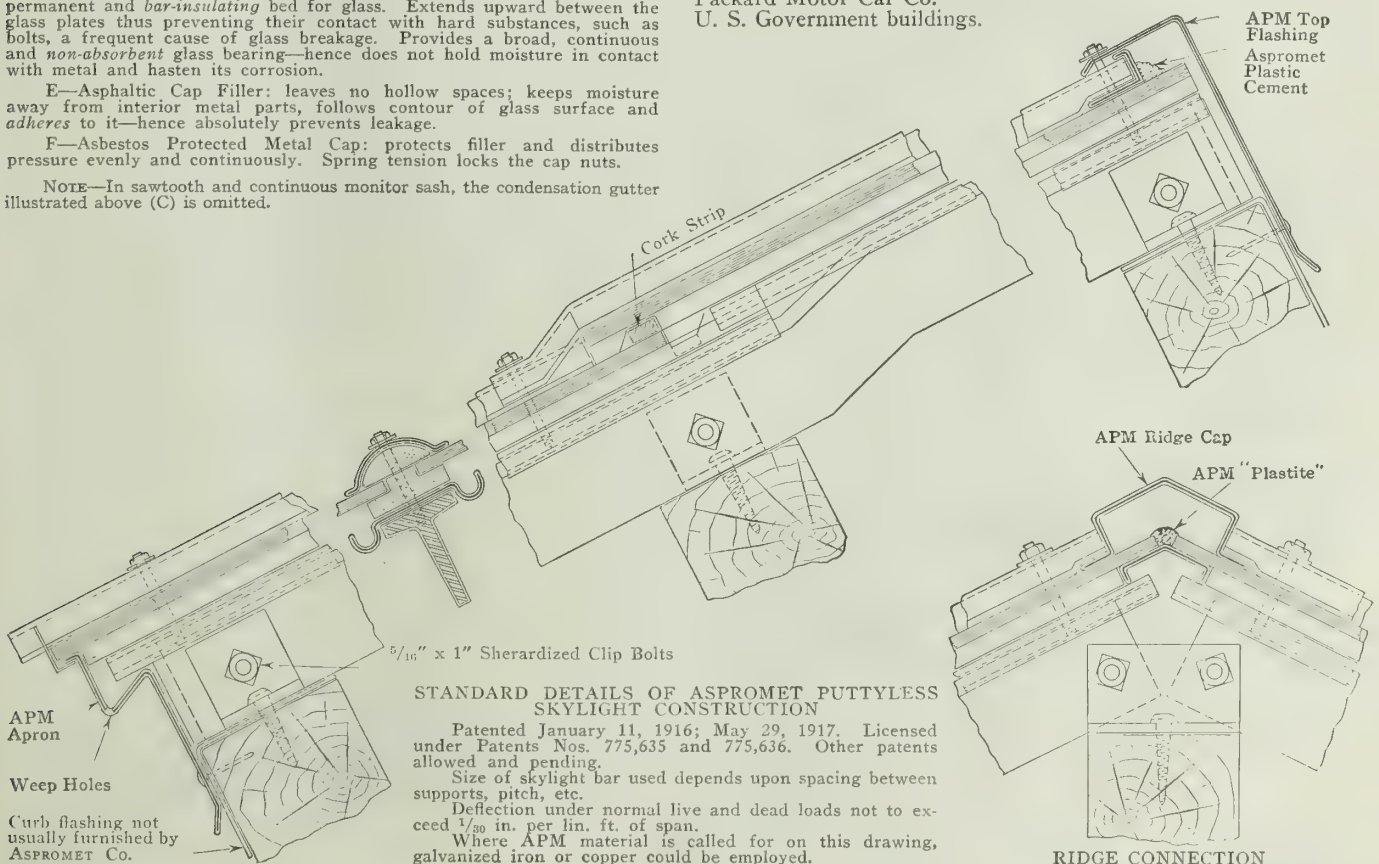 permanent and bar-insulating bed for glass. Extends upward between the
glass plates thus preventing their contact with hard substances, such as
bolts, a frequent cause of glass breakage. Provides a broad, continuous
and non-absorbent glass bearing—hence does not hold moisture in contact
with metal and hasten its corrosion.
E—Asphaltic Cap Filler: leaves no hollow spaces; keeps moisture
away from interior metal parts, follows contour of glass surface and
adheres to it—hence absolutely prevents leakage.
F—Asbestos Protected Metal Cap: protects filler and distributes
pressure evenly and continuously. Spring tension locks the cap nuts.
NOTE—In sawtooth and continuous monitor sash, the condensation gutter
illustrated above (C) is omitted.
Packard Motor Car Co.
U. S. Government buildings.
APM Top
Flashing
Aspromet
Plastic
Cement
Cork Strip
APM Ridge Cap
APM "Plastite"
5/16" x 1" Sherardized Clip Bolts
APM
Apron
Weep Holes
Curb flashing not
usually furnished by
ASPROMET Co.
STANDARD DETAILS OF ASPROMET PUTTYLESS
SKYLIGHT CONSTRUCTION
Patented January 11, 1916; May 29, 1917. Licensed
under Patents Nos. 775,635 and 775,636. Other patents
allowed and pending.
Size of skylight bar used depends upon spacing between
supports, pitch, etc.
Deflection under normal live and dead loads not to ex-
ceed 1/30 in. per lin. ft. of span.
Where APM material is called for on this drawing,
galvanized iron or copper could be employed.
RIDGE CONNECTION